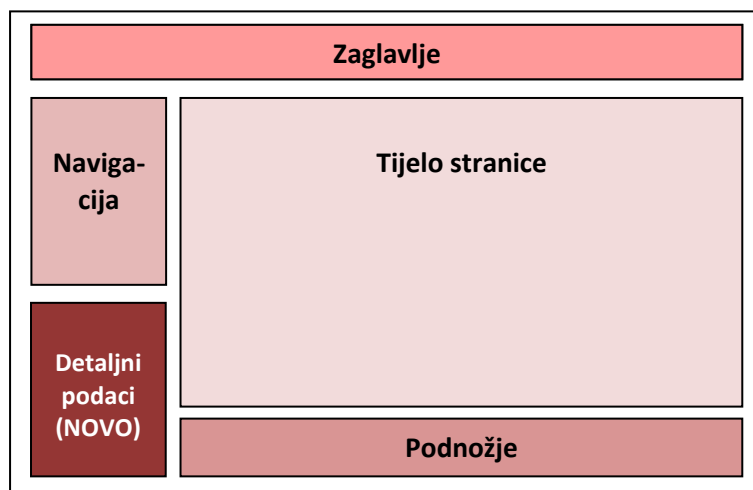 Zaglavlje
Naviga-
cija
Tijelo stranice
Detaljni
podaci
(NOVO)
Podnožje